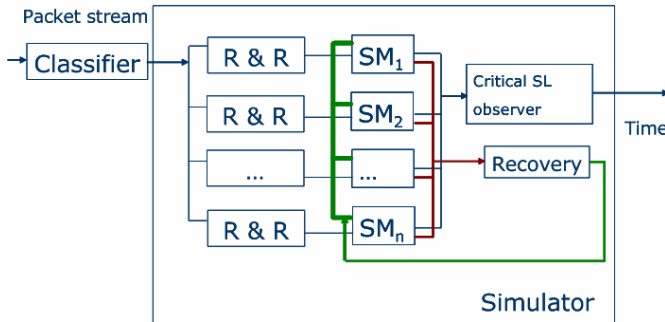 Packet stream
Classifier
R & R
SM1
R & R
SM2
...
...
R & R
SMn
Critical SL
observer
Time
Recovery
Simulator